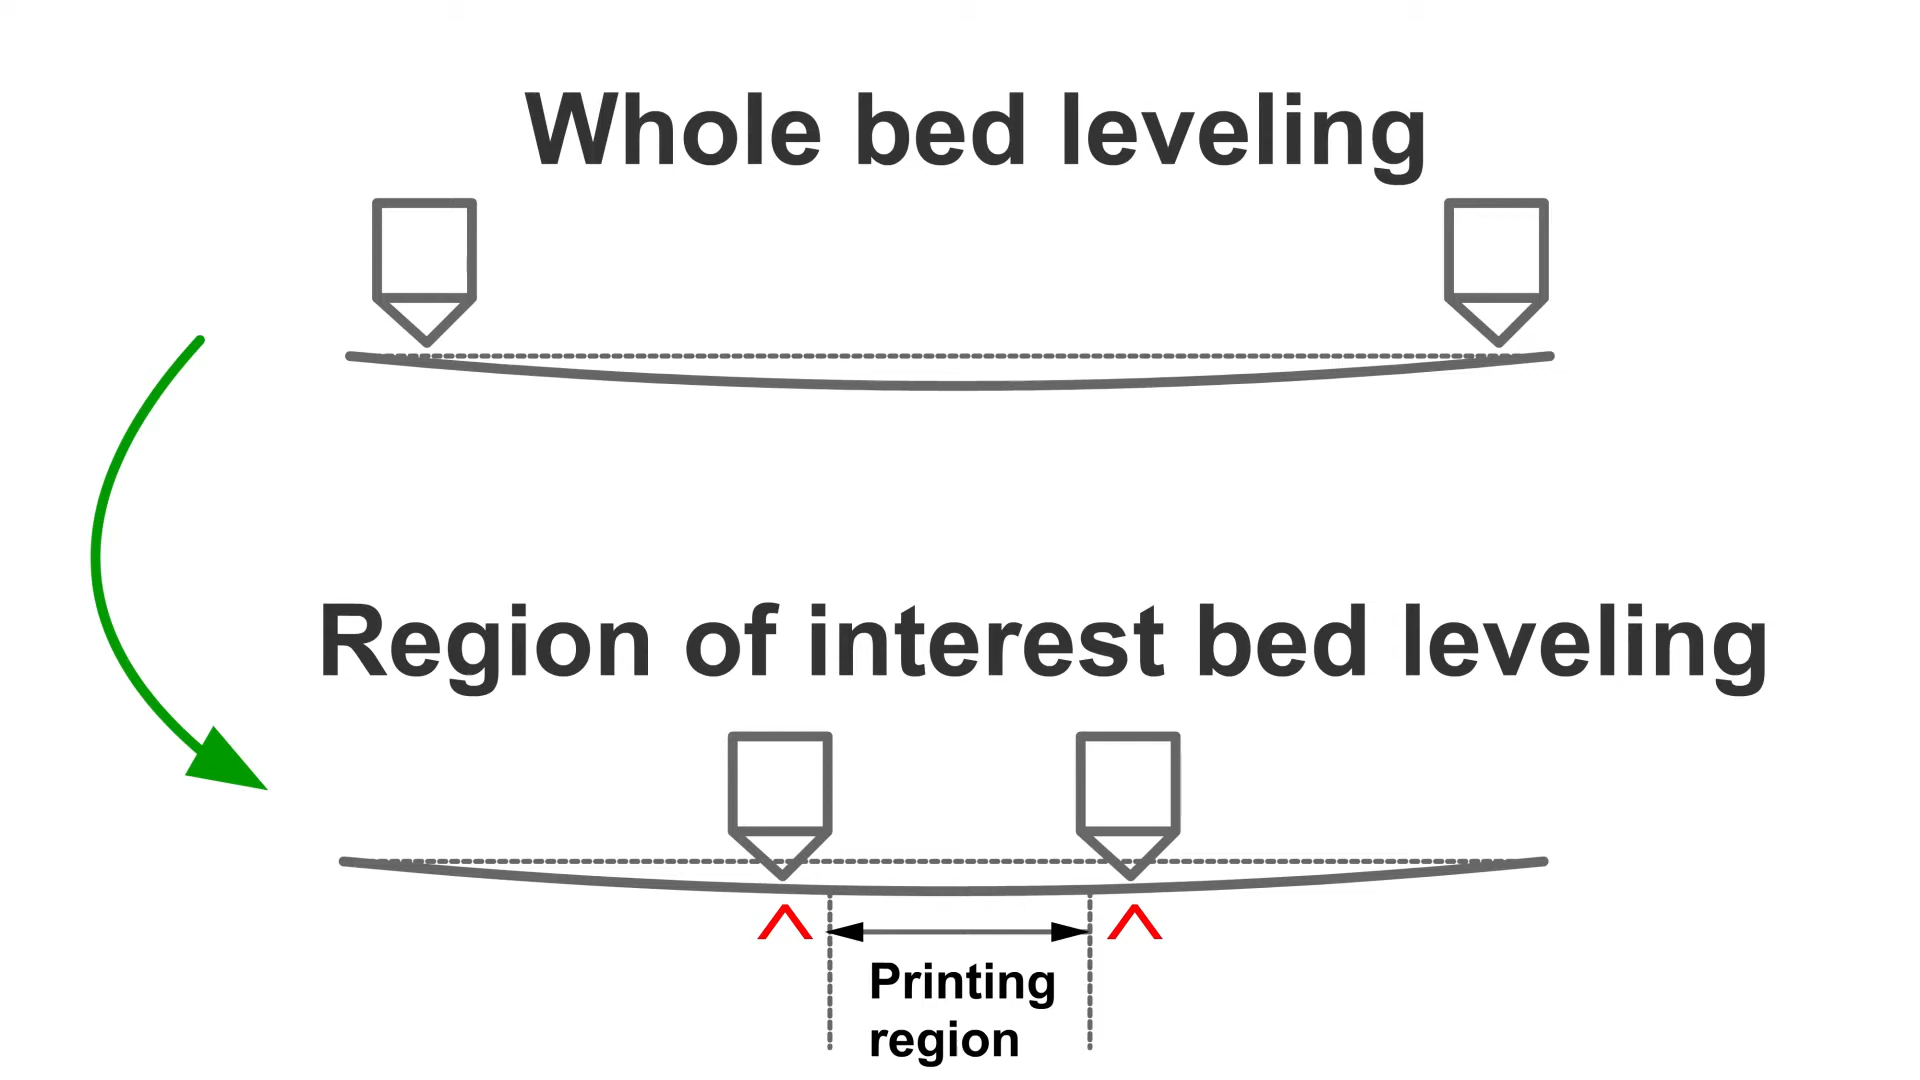 Whole bed leveling
Region of interest bed leveling
Printing
region